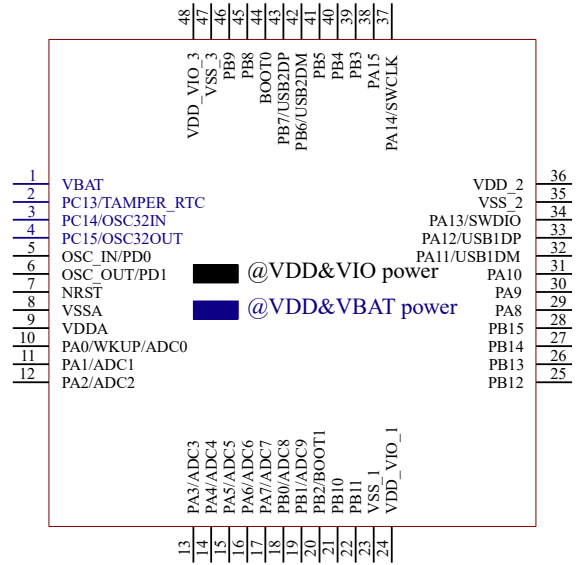 48 47 46 45 44 43 42 41 40 39 38 37
VDD_VIO_3
VSS_3
PB9
PB8
BOOT0
PB7/USB2DP
PB6/USB2DM
PB5
PB4
PB3
PA15
PA14/SWCLK
1 VBAT
2 PC13/TAMPER_RTC
3 PC14/OSC32IN
4 PC15/OSC32OUT
5 OSC_IN/PD0
6 OSC_OUT/PD1
7 NRST
8 VSSA
9 VDDA
10 PA0/WKUP/ADC0
11 PA1/ADC1
12 PA2/ADC2
@VDD&VIO power
@VDD&VBAT power
VDD_2 36
VSS_2 35
PA13/SWDIO 34
PA12/USB1DP 33
PA11/USB1DM 32
PA10 31
PA9 30
PA8 29
PB15 28
PB14 27
PB13 26
PB12 25
PA3/ADC3
PA4/ADC4
PA5/ADC5
PA6/ADC6
PA7/ADC7
PB0/ADC8
PB1/ADC9
PB2/BOOT1
PB10
PB11
VSS_1
VDD_VIO_1
13 14 15 16 17 18 19 20 21 22 23 24